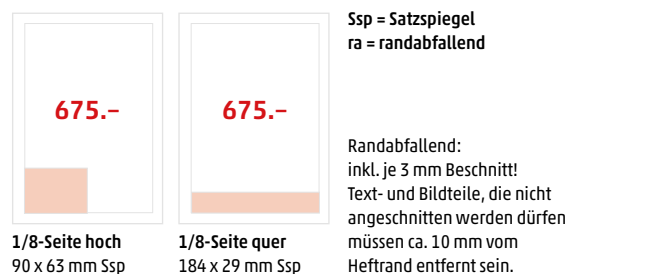 675.–
1/8-Seite hoch
90 x 63 mm Ssp
675.–
1/8-Seite quer
184 x 29 mm Ssp
Ssp = Satzspiegel
ra = randabfallend
Randabfallend:
inkl. je 3 mm Beschnitt!
Text- und Bildteile, die nicht
angeschnitten werden dürfen
müssen ca. 10 mm vom
Heftrand entfernt sein.